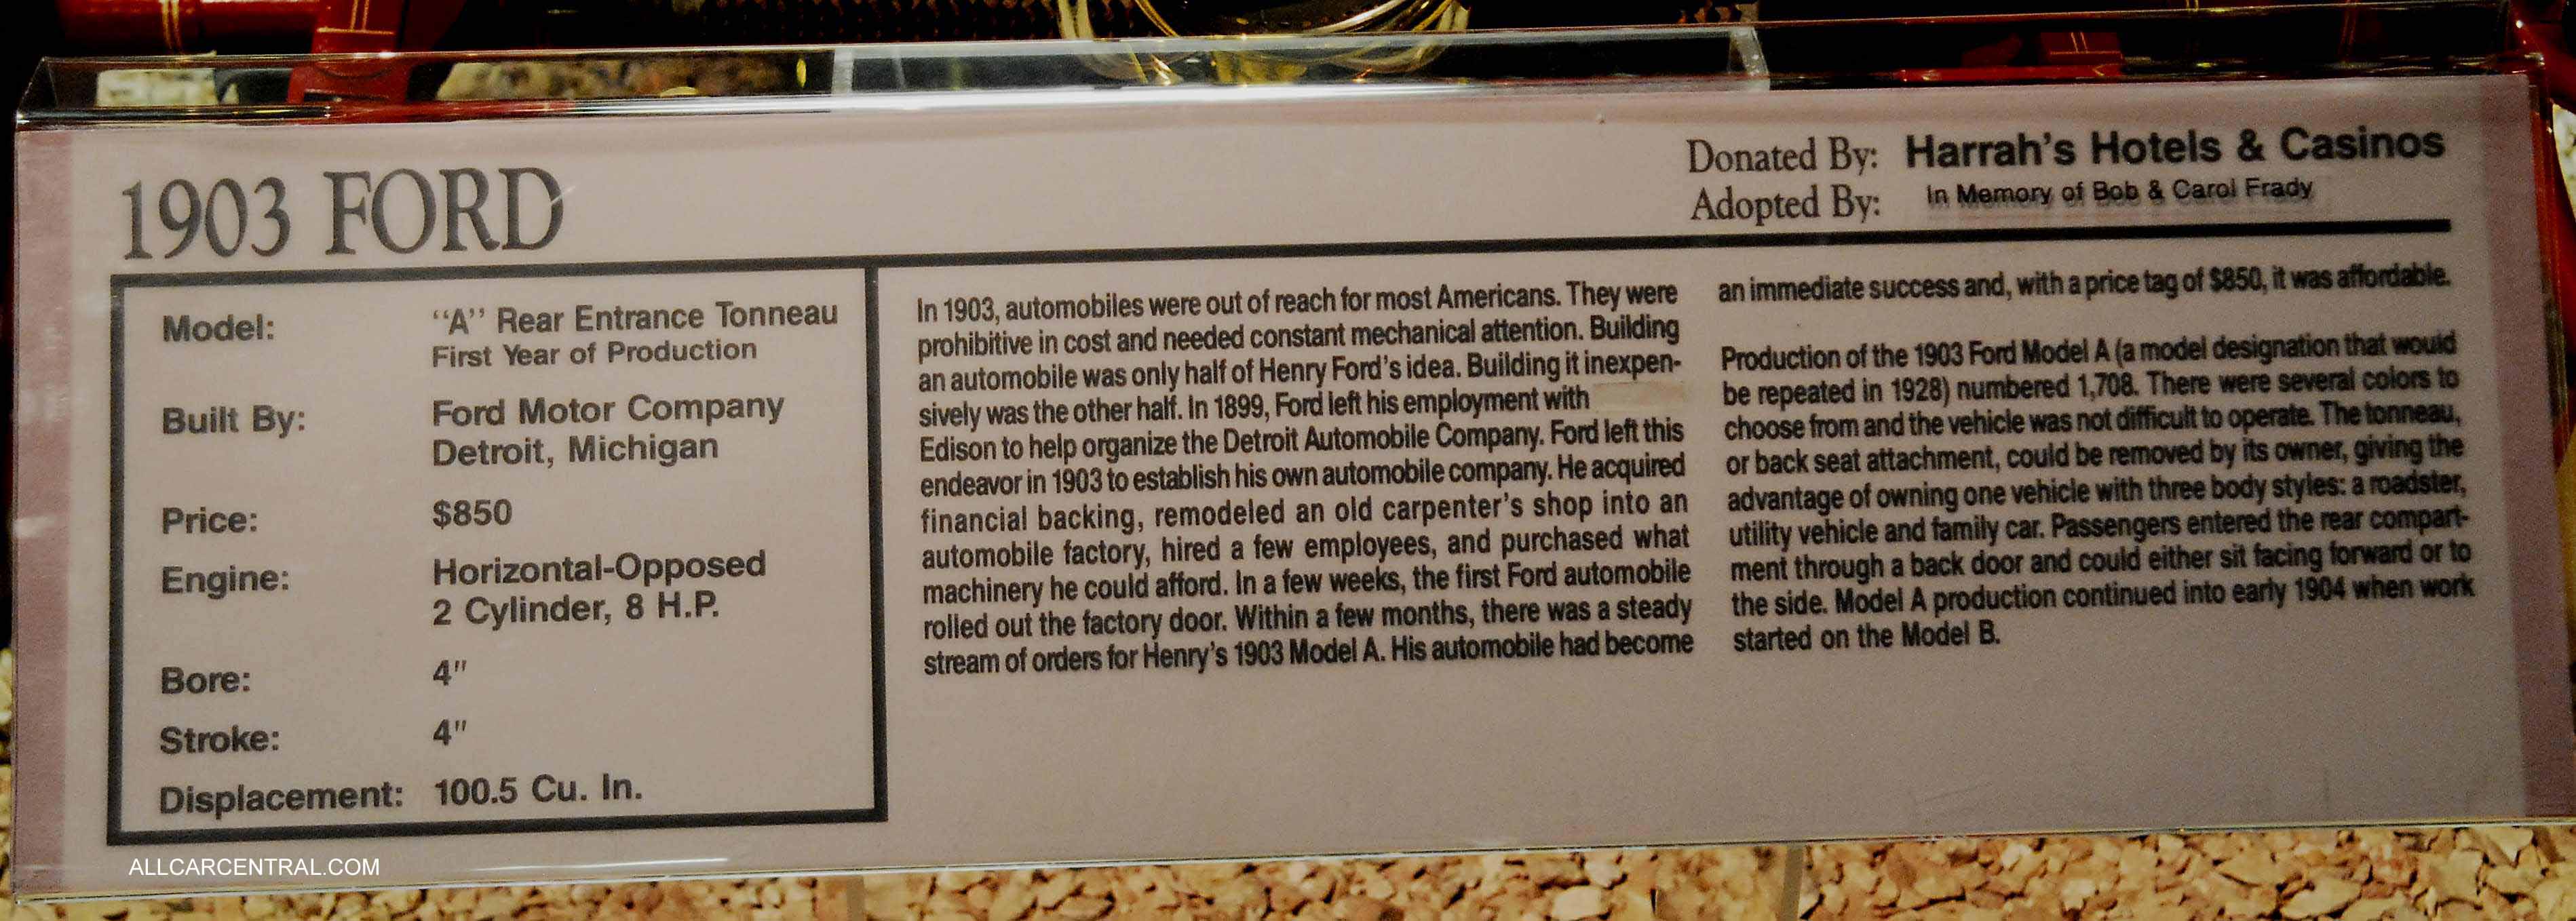 1903 FORD
Donated By: Harrah's Hotels & Casinos
Adopted By: In Memory of Bob & Carol Frady
Model: "A" Rear Entrance Tonneau
First Year of Production
Built By: Ford Motor Company
Detroit, Michigan
Price: $850
Engine: Horizontal-Opposed
2 Cylinder, 8 H.P.
Bore: 4"
Stroke: 4"
Displacement: 100.5 Cu. In.
In 1903, automobiles were out of reach for most Americans. They were
prohibitive in cost and needed constant mechanical attention. Building
an automobile was only half of Henry Ford's idea. Building it inexpen-
sively was the other half. In 1899, Ford left his employment with
Edison to help organize the Detroit Automobile Company. Ford left this
endeavor in 1903 to establish his own automobile company. He acquired
financial backing, remodeled an old carpenter's shop into an
automobile factory, hired a few employees, and purchased what
machinery he could afford. In a few weeks, the first Ford automobile
rolled out the factory door. Within a few months, there was a steady
stream of orders for Henry's 1903 Model A. His automobile had become
an immediate success and, with a price tag of $850, it was affordable.
Production of the 1903 Ford Model A (a model designation that would
be repeated in 1928) numbered 1,708. There were several colors to
choose from and the vehicle was not difficult to operate. The tonneau,
or back seat attachment, could be removed by its owner, giving the
advantage of owning one vehicle with three body styles: a roadster,
utility vehicle and family car. Passengers entered the rear compart-
ment through a back door and could either sit facing forward or to
the side. Model A production continued into early 1904 when work
started on the Model B.
ALLCARCENTRAL.COM